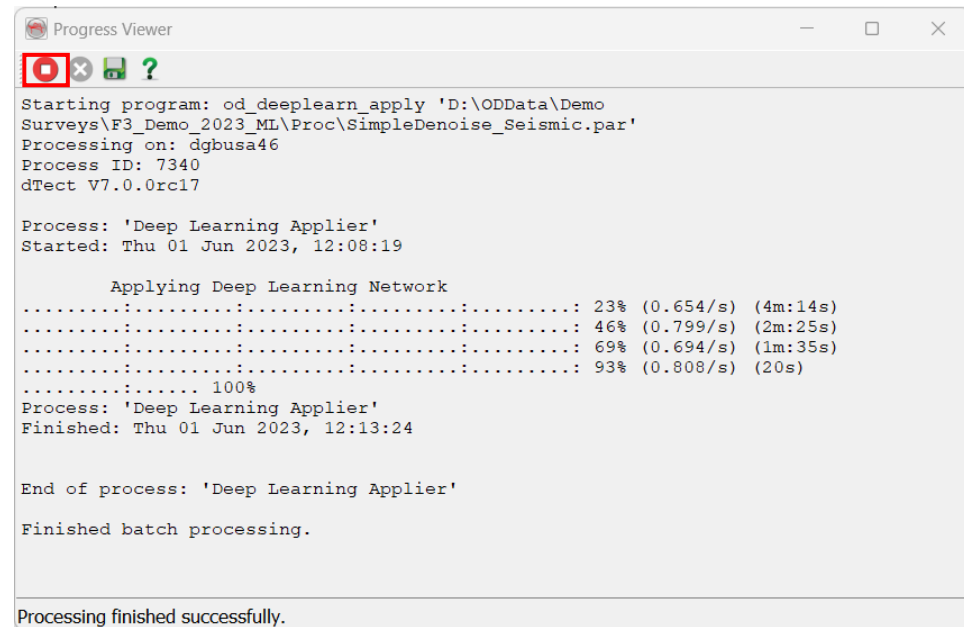 Progress Viewer
?
Starting program: od_deeplearn_apply 'D:\ODData\Demo
Surveys\F3_Demo_2023_ML\Proc\SimpleDenoise_Seismic.par'
Processing on: dgbusa46
Process ID: 7340
dTect V7.0.0rc17
Process: 'Deep Learning Applier'
Started: Thu 01 Jun 2023, 12:08:19
Applying Deep Learning Network
.........:.........:.........:.........:.........: 23% (0.654/s) (4m:14s)
.........:.........:.........:.........:.........: 46% (0.799/s) (2m:25s)
.........:.........:.........:.........:.........: 69% (0.694/s) (1m:35s)
.........:.........:.........:.........:.........: 93% (0.808/s) (20s)
.........:...... 100%
Process: 'Deep Learning Applier'
Finished: Thu 01 Jun 2023, 12:13:24
End of process: 'Deep Learning Applier'
Finished batch processing.
Processing finished successfully.